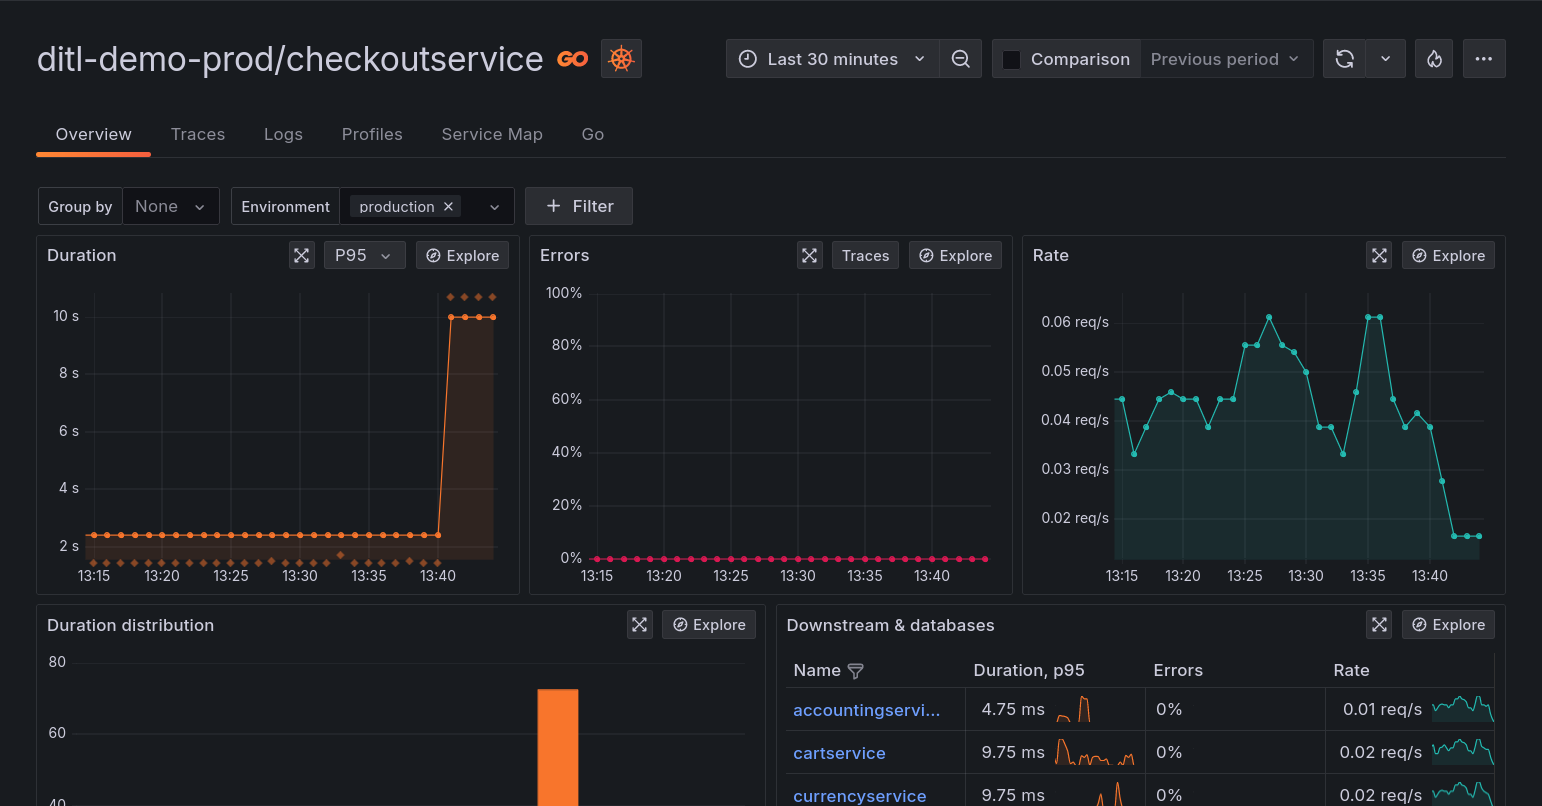 ditl-demo-prod/checkoutservice GO
Last 30 minutes
Comparison Previous period
Overview Traces Logs Profiles Service Map Go
Group by None Environment production + Filter
Duration P95 Explore
10 s
8 s
6 s
4 s
2 s
13:15 13:20 13:25 13:30 13:35 13:40
Errors Traces Explore
100%
80%
60%
40%
20%
0%
13:15 13:20 13:25 13:30 13:35 13:40
Rate Explore
0.06 req/s
0.05 req/s
0.04 req/s
0.03 req/s
0.02 req/s
13:15 13:20 13:25 13:30 13:35 13:40
Duration distribution Explore
80
60
40
Downstream & databases Explore
Name Duration, p95 Errors Rate
accountingservi... 4.75 ms 0% 0.01 req/s
cartservice 9.75 ms 0% 0.02 req/s
currencyservice 9.75 ms 0% 0.02 req/s